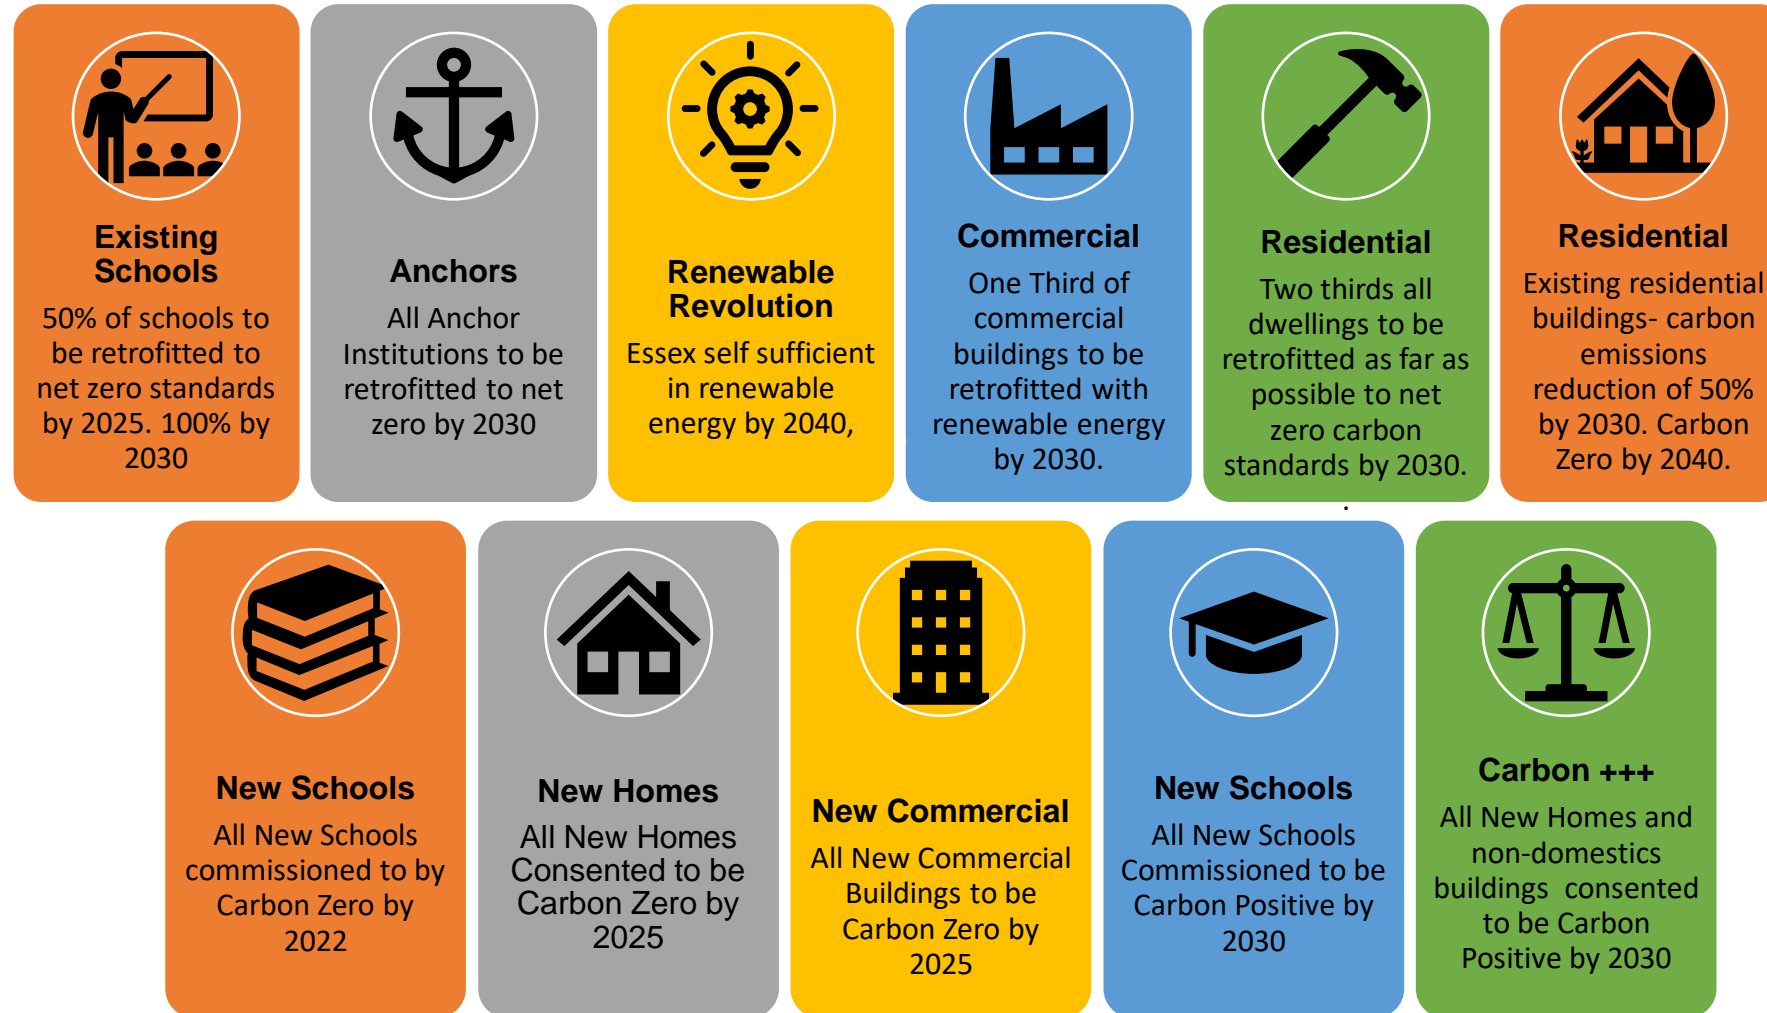 Existing
Schools
50% of schools to
be retrofitted to
net zero standards
by 2025. 100% by
2030
Anchors
All Anchor
Institutions to be
retrofitted to net
zero by 2030
Renewable
Revolution
Essex self sufficient
in renewable
energy by 2040,
Commercial
One Third of
commercial
buildings to be
retrofitted with
renewable energy
by 2030.
Residential
Two thirds all
dwellings to be
retrofitted as far as
possible to net
zero carbon
standards by 2030.
.
Residential
Existing residential
buildings- carbon
emissions
reduction of 50%
by 2030. Carbon
Zero by 2040.
New Schools
All New Schools
commissioned to by
Carbon Zero by
2022
New Homes
All New Homes
Consented to be
Carbon Zero by
2025
New Commercial
All New Commercial
Buildings to be
Carbon Zero by
2025
New Schools
All New Schools
Commissioned to be
Carbon Positive by
2030
Carbon +++
All New Homes and
non-domestics
buildings  consented
to be Carbon
Positive by 2030